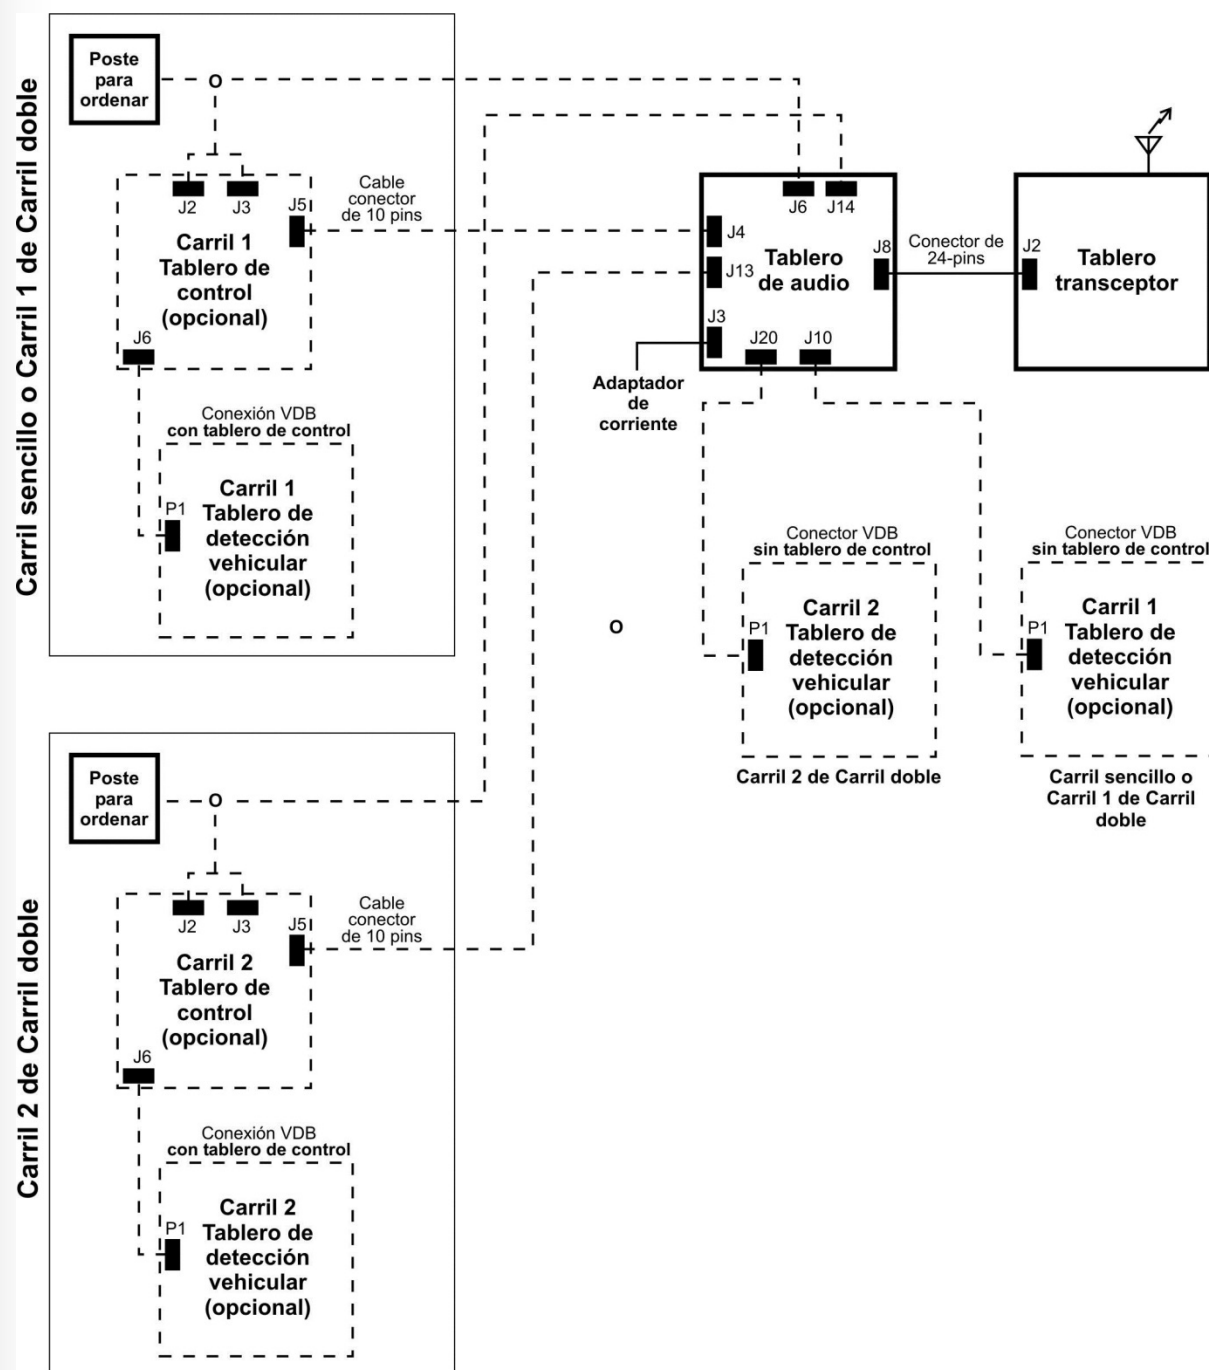 Carril sencillo o Carril 1 de Carril doble
Poste
para
ordenar
O
J2
J3
J5
Carril 1
Tablero de
control
(opcional)
J6
Cable
conector
de 10 pins
Conexión VDB
con tablero de control
P1
Carril 1
Tablero de
detección
vehicular
(opcional)
J6
J14
J4
J13
J3
J20
J10
J8
Tablero
de audio
Adaptador
de
corriente
Conector de
24-pins
J2
Tablero
transceptor
O
Conector VDB
sin tablero de control
P1
Carril 2
Tablero de
detección
vehicular
(opcional)
Carril 2 de Carril doble
Conector VDB
sin tablero de control
P1
Carril 1
Tablero de
detección
vehicular
(opcional)
Carril sencillo o
Carril 1 de Carril
doble
Carril 2 de Carril doble
Poste
para
ordenar
O
J2
J3
J5
Carril 2
Tablero de
control
(opcional)
J6
Cable
conector
de 10 pins
Conexión VDB
con tablero de control
P1
Carril 2
Tablero de
detección
vehicular
(opcional)